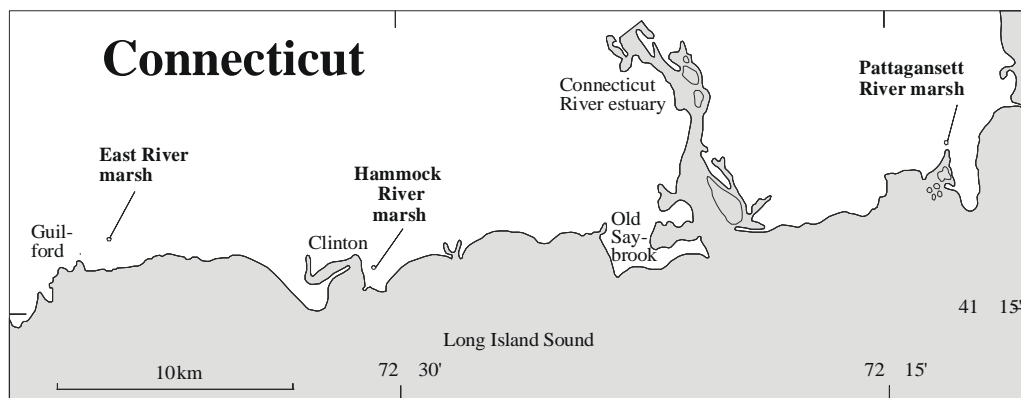 Connecticut
Connecticut
River estuary
Pattagansett
River marsh
East River
marsh
Hammock
River
marsh
Guil-
ford
Clinton
Old
Say-
brook
41 15'
Long Island Sound
10km
72 30'
72 15'